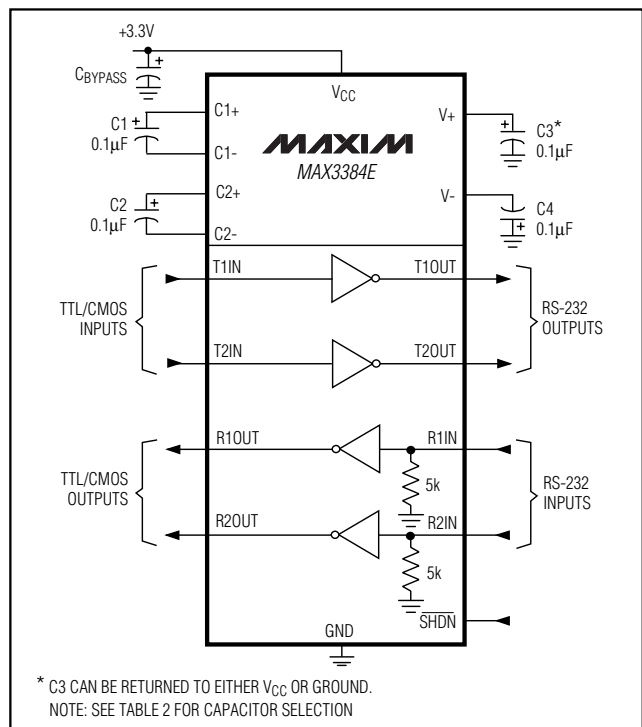 +3.3V
CBYPASS
VCC
C1+
C1
0.1µF
C1-
C2+
C2
0.1µF
C2-
MAXIM
MAX3384E
V+
C3*
0.1µF
V-
C4
0.1µF
TTL/CMOS
INPUTS
T1IN
T1OUT
T2IN
T2OUT
RS-232
OUTPUTS
TTL/CMOS
OUTPUTS
R1OUT
R1IN
5k
R2OUT
R2IN
5k
RS-232
INPUTS
SHDN
GND
* C3 CAN BE RETURNED TO EITHER VCC OR GROUND.
NOTE: SEE TABLE 2 FOR CAPACITOR SELECTION